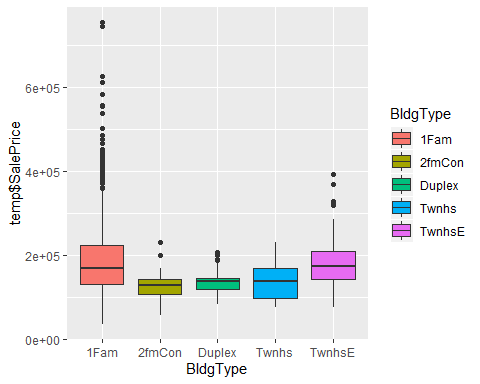 temp$SalePrice
6e+05
4e+05
2e+05
0e+00
1Fam
2fmCon
Duplex
Twnhs
TwnhsE
BldgType
BldgType
1Fam
2fmCon
Duplex
Twnhs
TwnhsE